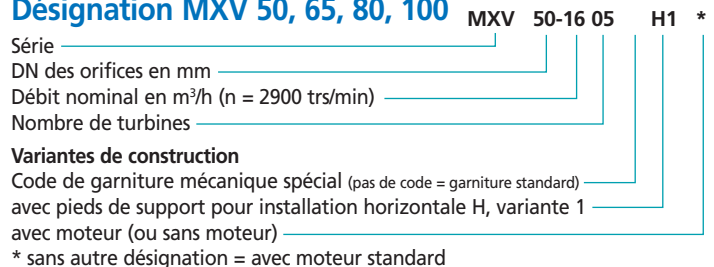 Désignation MXV 50, 65, 80, 100 MXV 50-16 05 H1 *
Série
DN des orifices en mm
Débit nominal en m³/h (n = 2900 trs/min)
Nombre de turbines
Variantes de construction
Code de garniture mécanique spécial (pas de code = garniture standard)
avec pieds de support pour installation horizontale H, variante 1
avec moteur (ou sans moteur)
* sans autre désignation = avec moteur standard